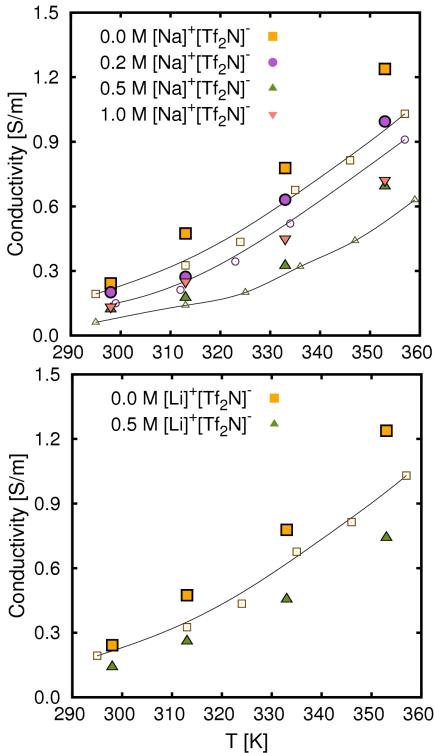 1.5
1.2
0.9
0.6
0.3
0.0
Conductivity [S/m]
0.0 M [Na]⁺[Tf₂N]⁻
0.2 M [Na]⁺[Tf₂N]⁻
0.5 M [Na]⁺[Tf₂N]⁻
1.0 M [Na]⁺[Tf₂N]⁻
290 300 310 320 330 340 350 360
1.5
1.2
0.9
0.6
0.3
0.0
Conductivity [S/m]
0.0 M [Li]⁺[Tf₂N]⁻
0.5 M [Li]⁺[Tf₂N]⁻
290 300 310 320 330 340 350 360
T [K]